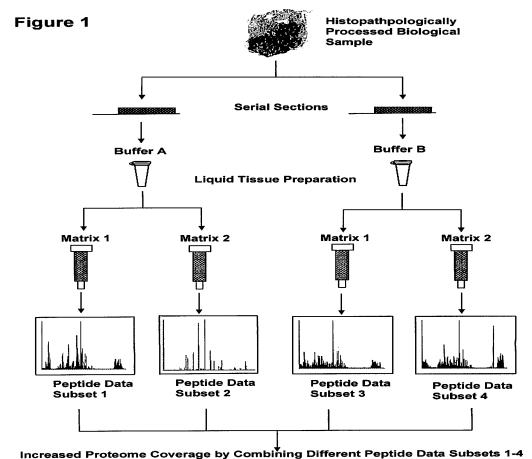 Figure 1
Histopathpologically
Processed Biological
Sample
Serial Sections
Buffer A
Buffer B
Liquid Tissue Preparation
Matrix 1
Matrix 2
Matrix 1
Matrix 2
Peptide Data
Subset 1
Peptide Data
Subset 2
Peptide Data
Subset 3
Peptide Data
Subset 4
Increased Proteome Coverage by Combining Different Peptide Data Subsets 1-4